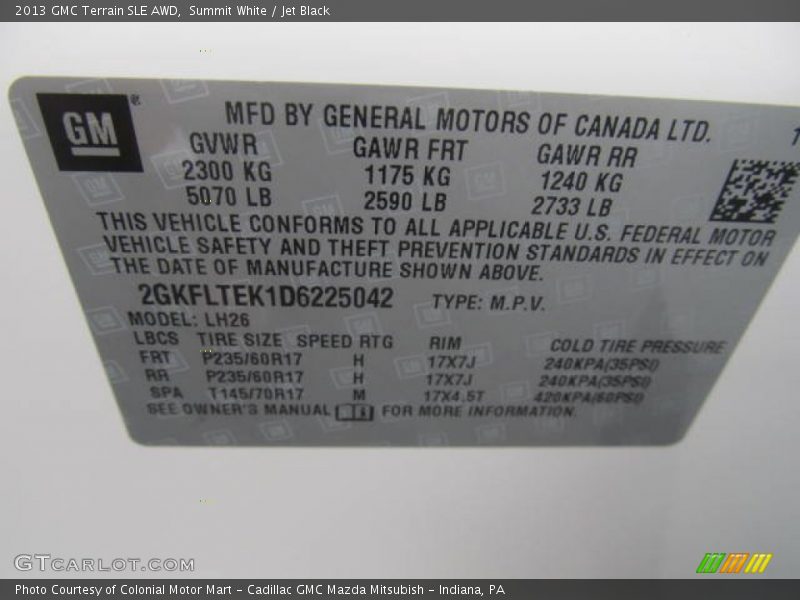 2013 GMC Terrain SLE AWD,  Summit White / Jet Black
GM ®
MFD BY GENERAL MOTORS OF CANADA LTD.
GVWR GAWR FRT GAWR RR
2300 KG 1175 KG 1240 KG
5070 LB 2590 LB 2733 LB
THIS VEHICLE CONFORMS TO ALL APPLICABLE U.S. FEDERAL MOTOR
VEHICLE SAFETY AND THEFT PREVENTION STANDARDS IN EFFECT ON
THE DATE OF MANUFACTURE SHOWN ABOVE.
2GKFLTEK1D6225042 TYPE: M.P.V.
MODEL: LH26
LBCS TIRE SIZE SPEED RTG RIM COLD TIRE PRESSURE
FRT P235/60R17 H 17X7J 240KPA(35PSI)
RR P235/60R17 H 17X7J 240KPA(35PSI)
SPA T145/70R17 M 17X4.5T 420KPA(60PSI)
SEE OWNER'S MANUAL FOR MORE INFORMATION.
GTCARLOT.COM
Photo Courtesy of Colonial Motor Mart - Cadillac GMC Mazda Mitsubish - Indiana, PA